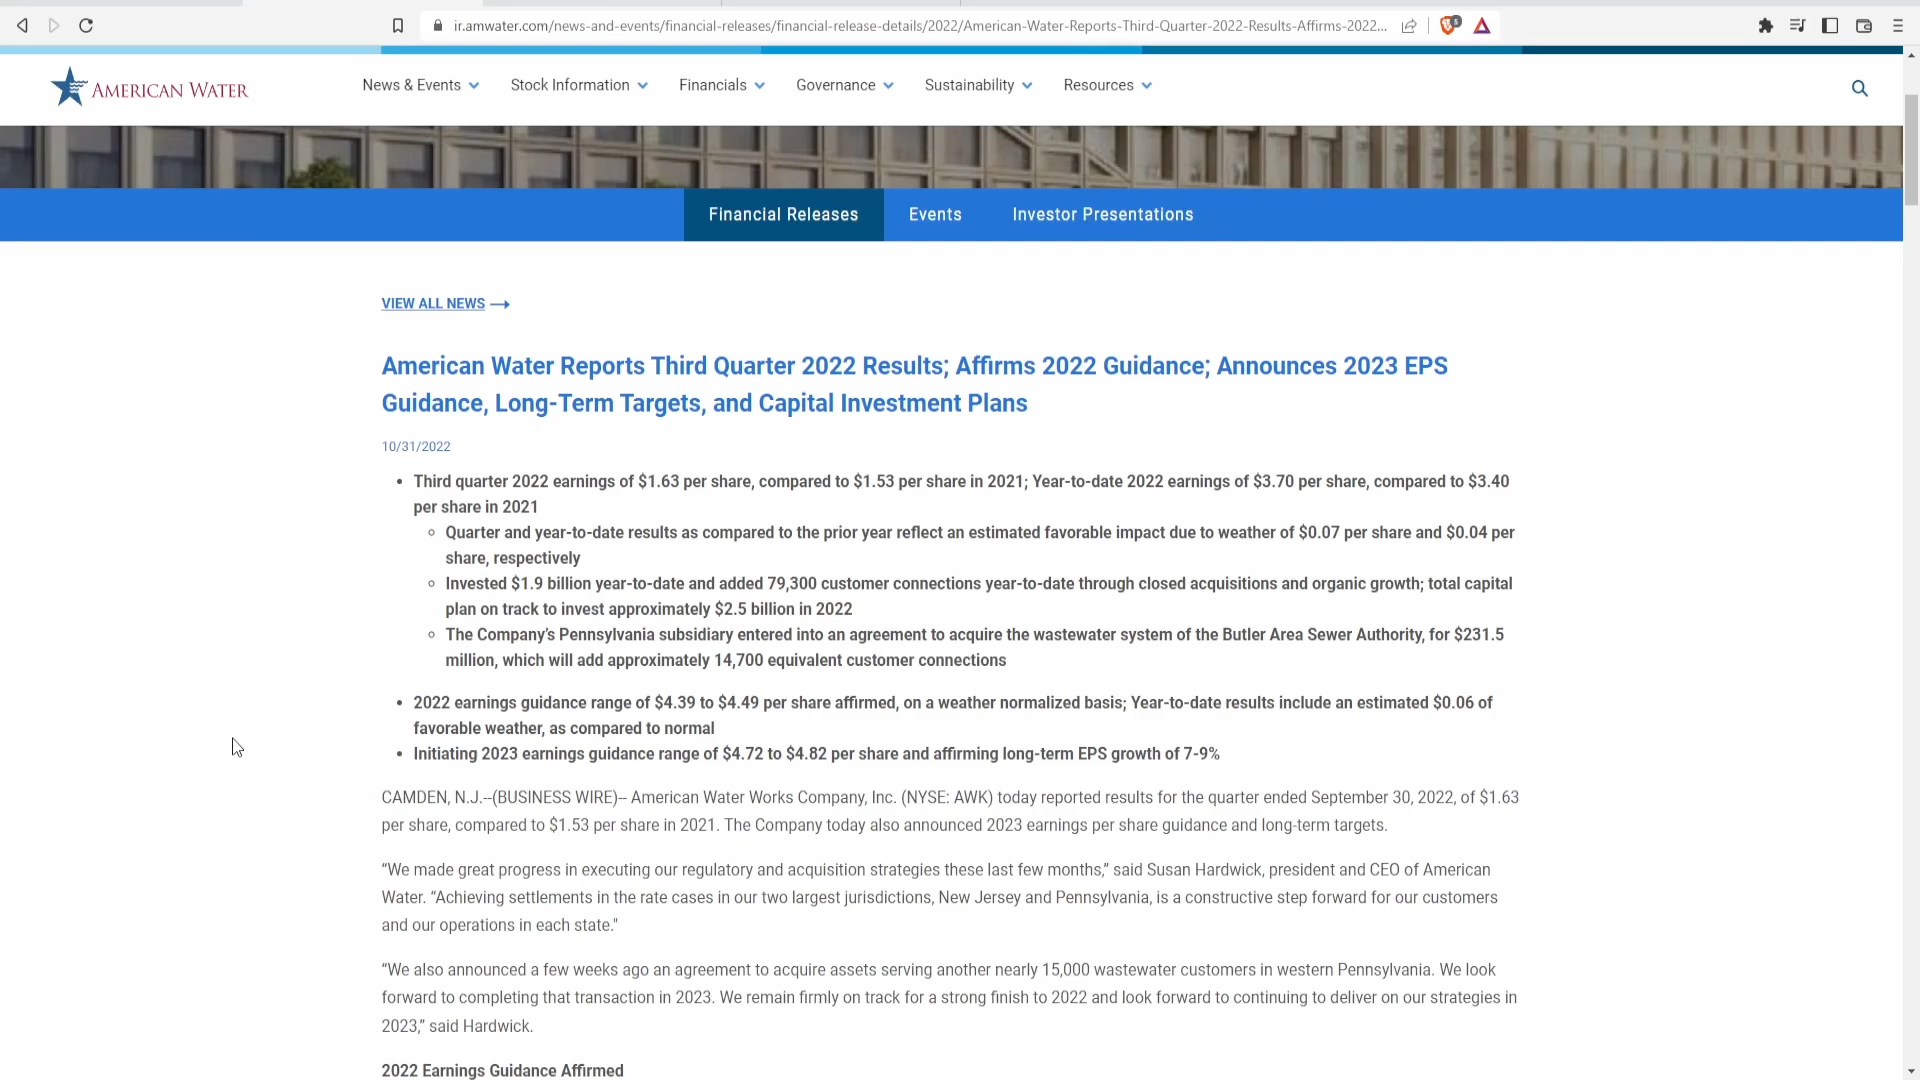 ir.amwater.com/news-and-events/financial-releases/financial-release-details/2022/American-Water-Reports-Third-Quarter-2022-Results-Affirms-2022...
AMERICAN WATER
News & Events
Stock Information
Financials
Governance
Sustainability
Resources
Financial Releases
Events
Investor Presentations
VIEW ALL NEWS
American Water Reports Third Quarter 2022 Results; Affirms 2022 Guidance; Announces 2023 EPS
Guidance, Long-Term Targets, and Capital Investment Plans
10/31/2022
• Third quarter 2022 earnings of $1.63 per share, compared to $1.53 per share in 2021; Year-to-date 2022 earnings of $3.70 per share, compared to $3.40
per share in 2021
◦ Quarter and year-to-date results as compared to the prior year reflect an estimated favorable impact due to weather of $0.07 per share and $0.04 per
share, respectively
◦ Invested $1.9 billion year-to-date and added 79,300 customer connections year-to-date through closed acquisitions and organic growth; total capital
plan on track to invest approximately $2.5 billion in 2022
◦ The Company’s Pennsylvania subsidiary entered into an agreement to acquire the wastewater system of the Butler Area Sewer Authority, for $231.5
million, which will add approximately 14,700 equivalent customer connections
• 2022 earnings guidance range of $4.39 to $4.49 per share affirmed, on a weather normalized basis; Year-to-date results include an estimated $0.06 of
favorable weather, as compared to normal
• Initiating 2023 earnings guidance range of $4.72 to $4.82 per share and affirming long-term EPS growth of 7-9%
CAMDEN, N.J.--(BUSINESS WIRE)-- American Water Works Company, Inc. (NYSE: AWK) today reported results for the quarter ended September 30, 2022, of $1.63
per share, compared to $1.53 per share in 2021. The Company today also announced 2023 earnings per share guidance and long-term targets.
“We made great progress in executing our regulatory and acquisition strategies these last few months,” said Susan Hardwick, president and CEO of American
Water. “Achieving settlements in the rate cases in our two largest jurisdictions, New Jersey and Pennsylvania, is a constructive step forward for our customers
and our operations in each state."
“We also announced a few weeks ago an agreement to acquire assets serving another nearly 15,000 wastewater customers in western Pennsylvania. We look
forward to completing that transaction in 2023. We remain firmly on track for a strong finish to 2022 and look forward to continuing to deliver on our strategies in
2023,” said Hardwick.
2022 Earnings Guidance Affirmed